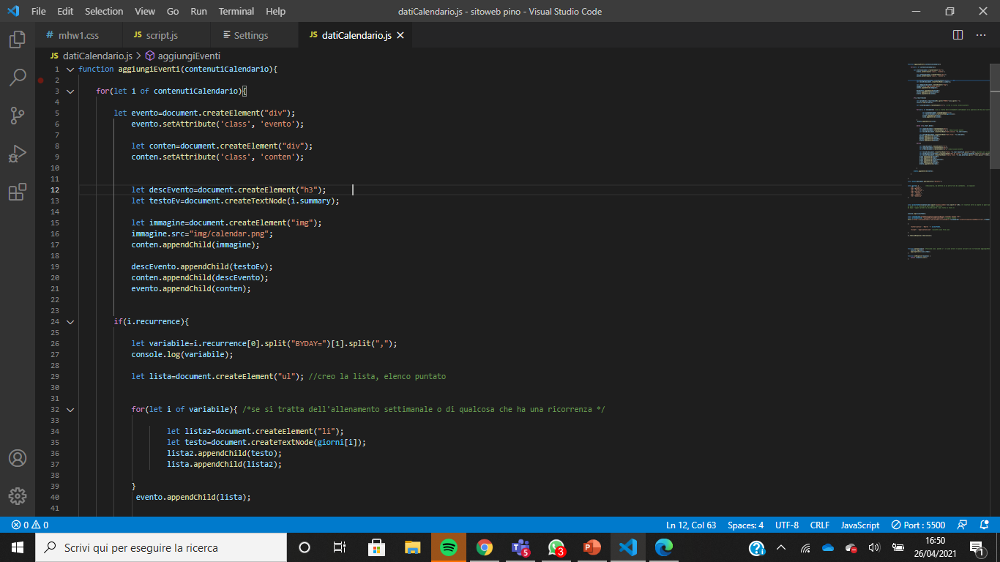 File Edit Selection View Go Run Terminal Help datiCalendario.js - sitoweb pino - Visual Studio Code
# mhw1.css JS script.js Settings JS datiCalendario.js
JS datiCalendario.js > aggiungiEventi
1 function aggiungiEventi(contenutiCalendario){
2
3 for(let i of contenutiCalendario){
4
5 let evento=document.createElement("div");
6 evento.setAttribute('class', 'evento');
7
8 let conten=document.createElement("div");
9 conten.setAttribute('class', 'conten');
10
11
12 let descEvento=document.createElement("h3");
13 let testoEv=document.createTextNode(i.summary);
14
15 let immagine=document.createElement("img");
16 immagine.src="img/calendar.png";
17 conten.appendChild(immagine);
18
19 descEvento.appendChild(testoEv);
20 conten.appendChild(descEvento);
21 evento.appendChild(conten);
22
23
24 if(i.recurrence){
25
26 let variabile=i.recurrence[0].split("BYDAY=")[1].split(",");
27 console.log(variabile);
28
29 let lista=document.createElement("ul"); //creo la lista, elenco puntato
30
31
32 for(let i of variabile){ /*se si tratta dell'allenamento settimanale o di qualcosa che ha una ricorrenza */
33
34 let lista2=document.createElement("li");
35 let testo=document.createTextNode(giorni[i]);
36 lista2.appendChild(testo);
37 lista.appendChild(lista2);
38
39 }
40 evento.appendChild(lista);
41
0 0 Ln 12, Col 63 Spaces: 4 UTF-8 CRLF JavaScript Port : 5500
Scrivi qui per eseguire la ricerca
5
3
16:50
26/04/2021
1